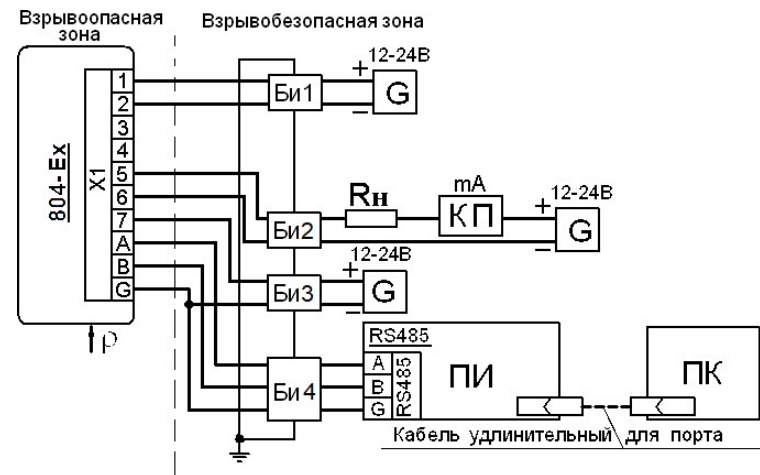 Взрывоопасная
зона
Взрывобезопасная зона
804-Ex
X1
1
2
3
4
5
6
7
A
B
G
ρ
Би1
+
12-24В
G
−
Би2
Rн
mA
КП
+
12-24В
G
−
Би3
+
12-24В
G
−
Би4
RS485
A
B
G
RS485
ПИ
ПК
Кабель удлинительный для порта